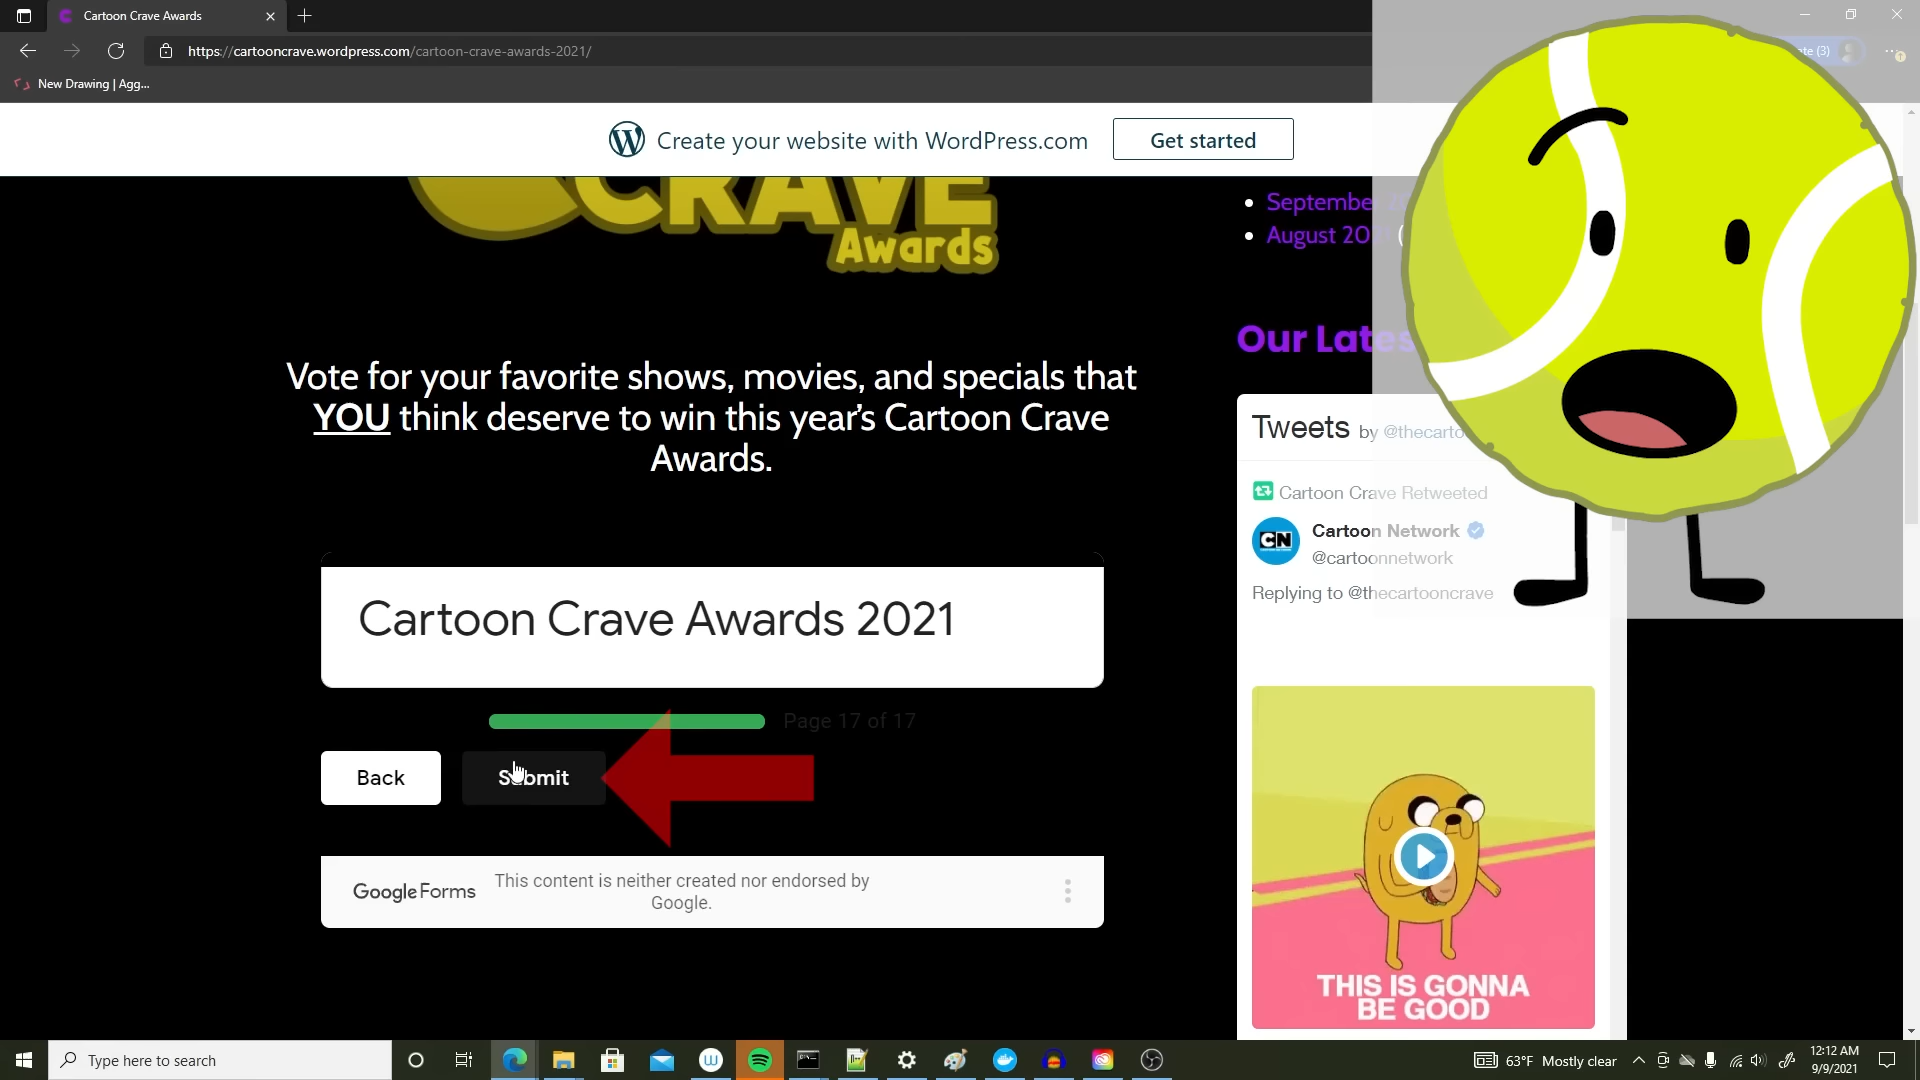 Cartoon Crave Awards
https://cartooncrave.wordpress.com/cartoon-crave-awards-2021/
New Drawing | Agg...
Create your website with WordPress.com
Get started
CRAVE
Awards
September
August 20
Vote for your favorite shows, movies, and specials that
YOU think deserve to win this year's Cartoon Crave
Awards.
Our Lates
Tweets by @thecarto
Cartoon Crave Retweeted
CN
Cartoon Network
@cartoonnetwork
Replying to @thecartooncrave
Cartoon Crave Awards 2021
Page 17 of 17
Back
Submit
Google Forms
This content is neither created nor endorsed by
Google.
THIS IS GONNA
BE GOOD
Type here to search
63°F Mostly clear
12:12 AM
9/9/2021